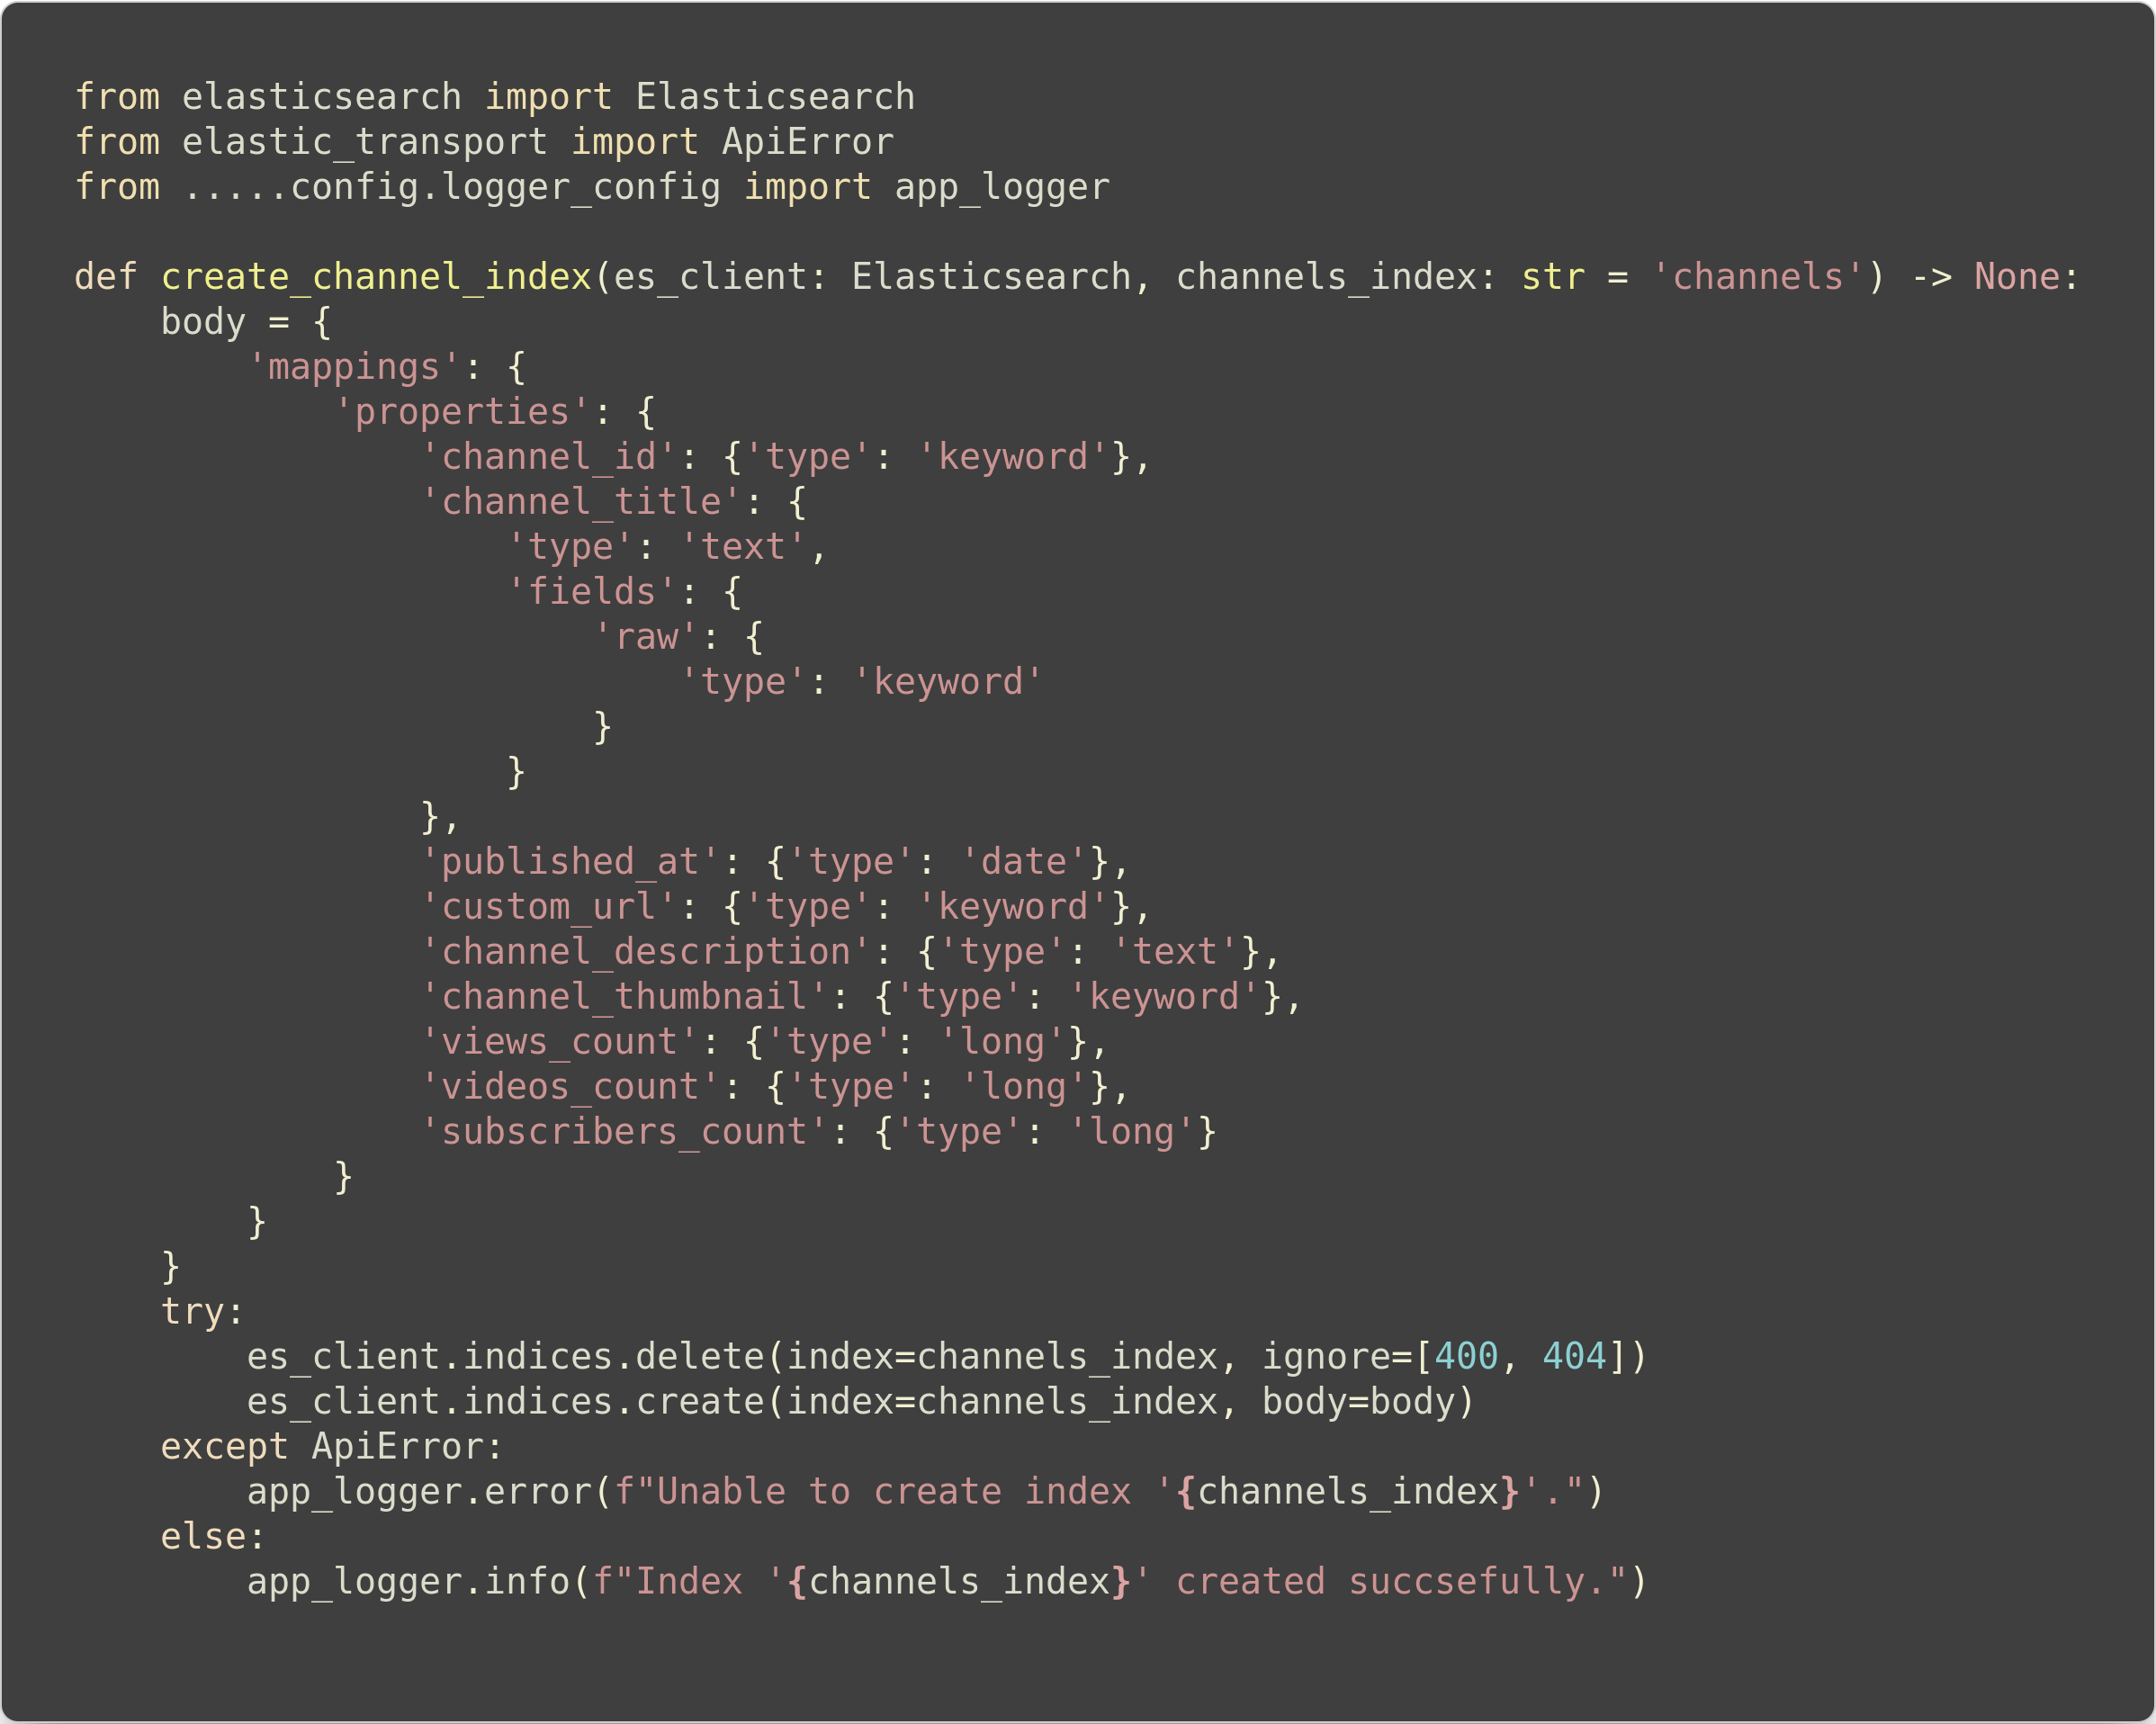 from elasticsearch import Elasticsearch
from elastic_transport import ApiError
from .....config.logger_config import app_logger

def create_channel_index(es_client: Elasticsearch, channels_index: str = 'channels') -> None:
    body = {
        'mappings': {
            'properties': {
                'channel_id': {'type': 'keyword'},
                'channel_title': {
                    'type': 'text',
                    'fields': {
                        'raw': {
                            'type': 'keyword'
                        }
                    }
                },
                'published_at': {'type': 'date'},
                'custom_url': {'type': 'keyword'},
                'channel_description': {'type': 'text'},
                'channel_thumbnail': {'type': 'keyword'},
                'views_count': {'type': 'long'},
                'videos_count': {'type': 'long'},
                'subscribers_count': {'type': 'long'}
            }
        }
    }
    try:
        es_client.indices.delete(index=channels_index, ignore=[400, 404])
        es_client.indices.create(index=channels_index, body=body)
    except ApiError:
        app_logger.error(f"Unable to create index '{channels_index}'.")
    else:
        app_logger.info(f"Index '{channels_index}' created succsefully.")